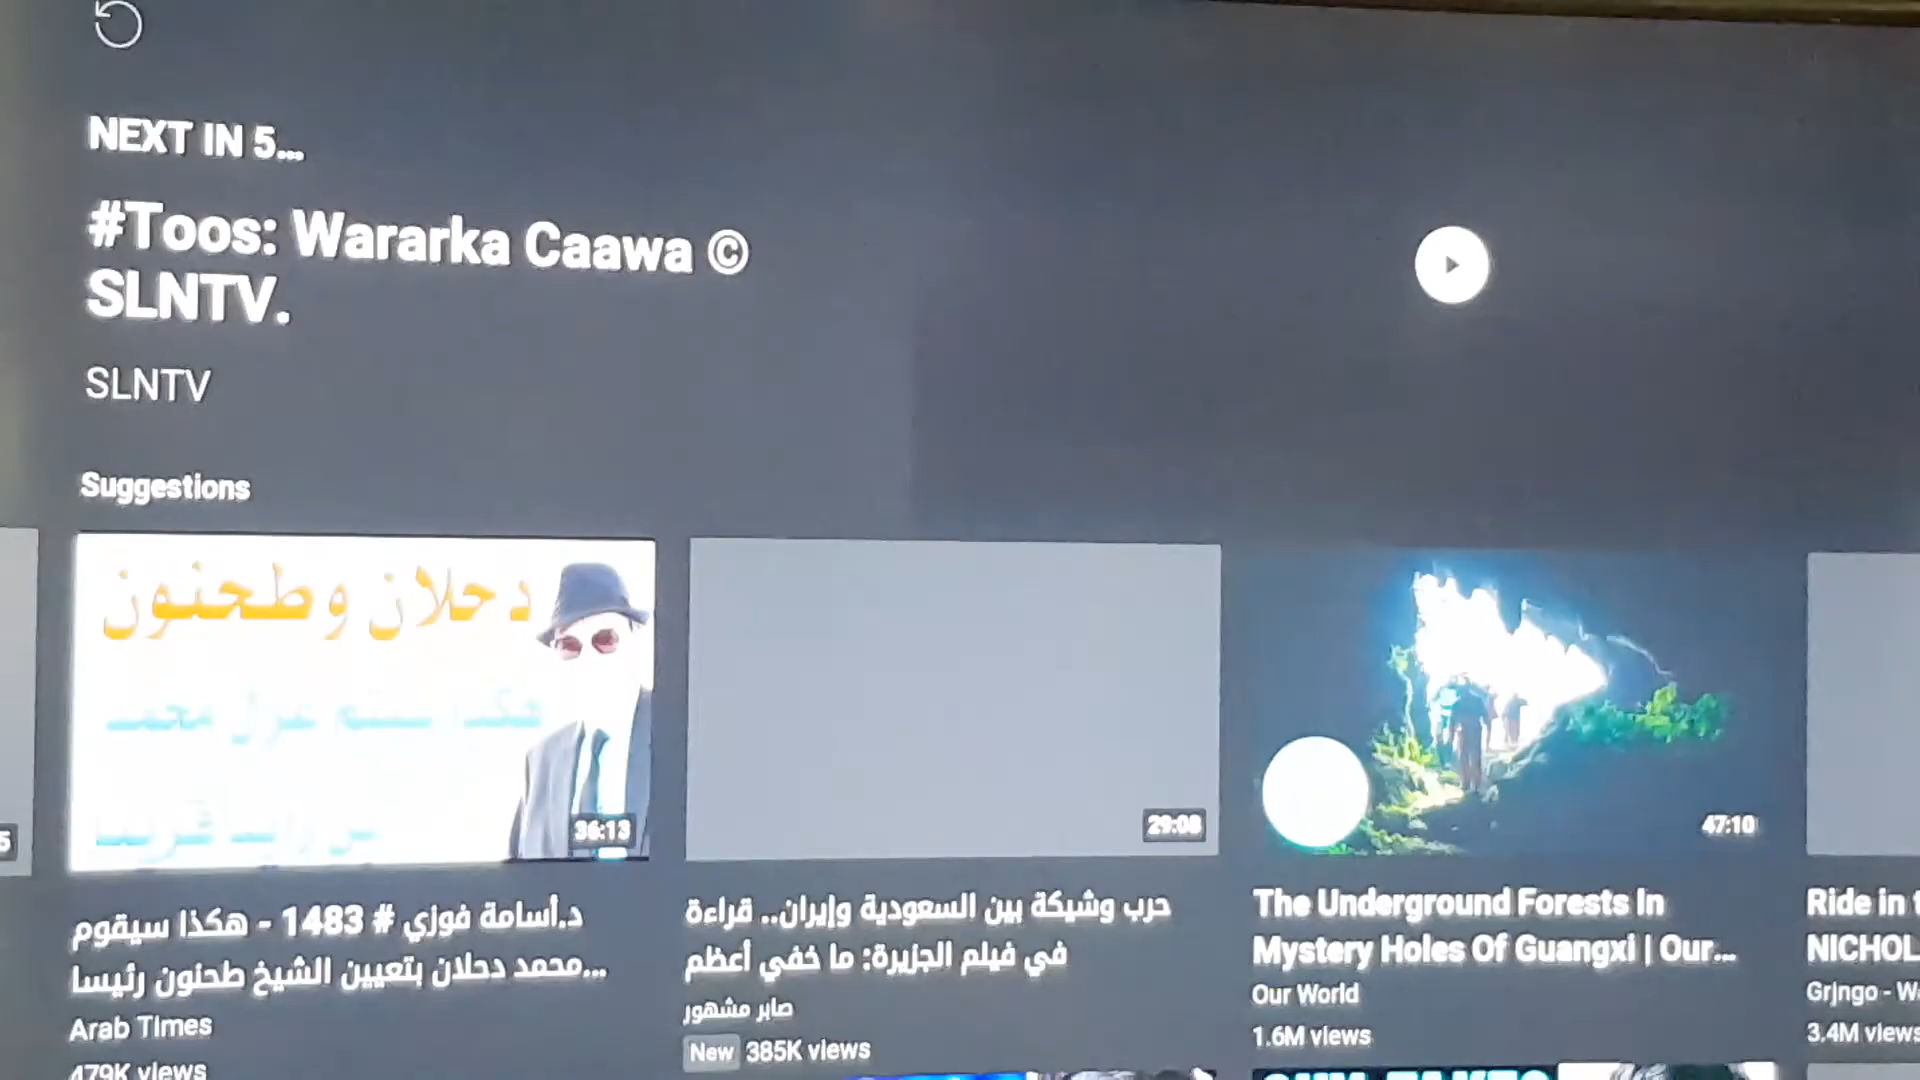 NEXT IN 5...
#Toos: Wararka Caawa ©
SLNTV.
SLNTV
Suggestions
دحلان وطحنون
36:13
29:08
47:10
5
د.أسامة فوزي # 1483 - هكذا سيقوم
محمد دحلان بتعيين الشيخ طحنون رئيسا...
Arab Times
479K views
حرب وشيكة بين السعودية وإيران.. قراءة
في فيلم الجزيرة: ما خفي أعظم
صابر مشهور
New 385K views
The Underground Forests In
Mystery Holes Of Guangxi | Our...
Our World
1.6M views
Ride in
NICHOL
Gringo - W
3.4M views